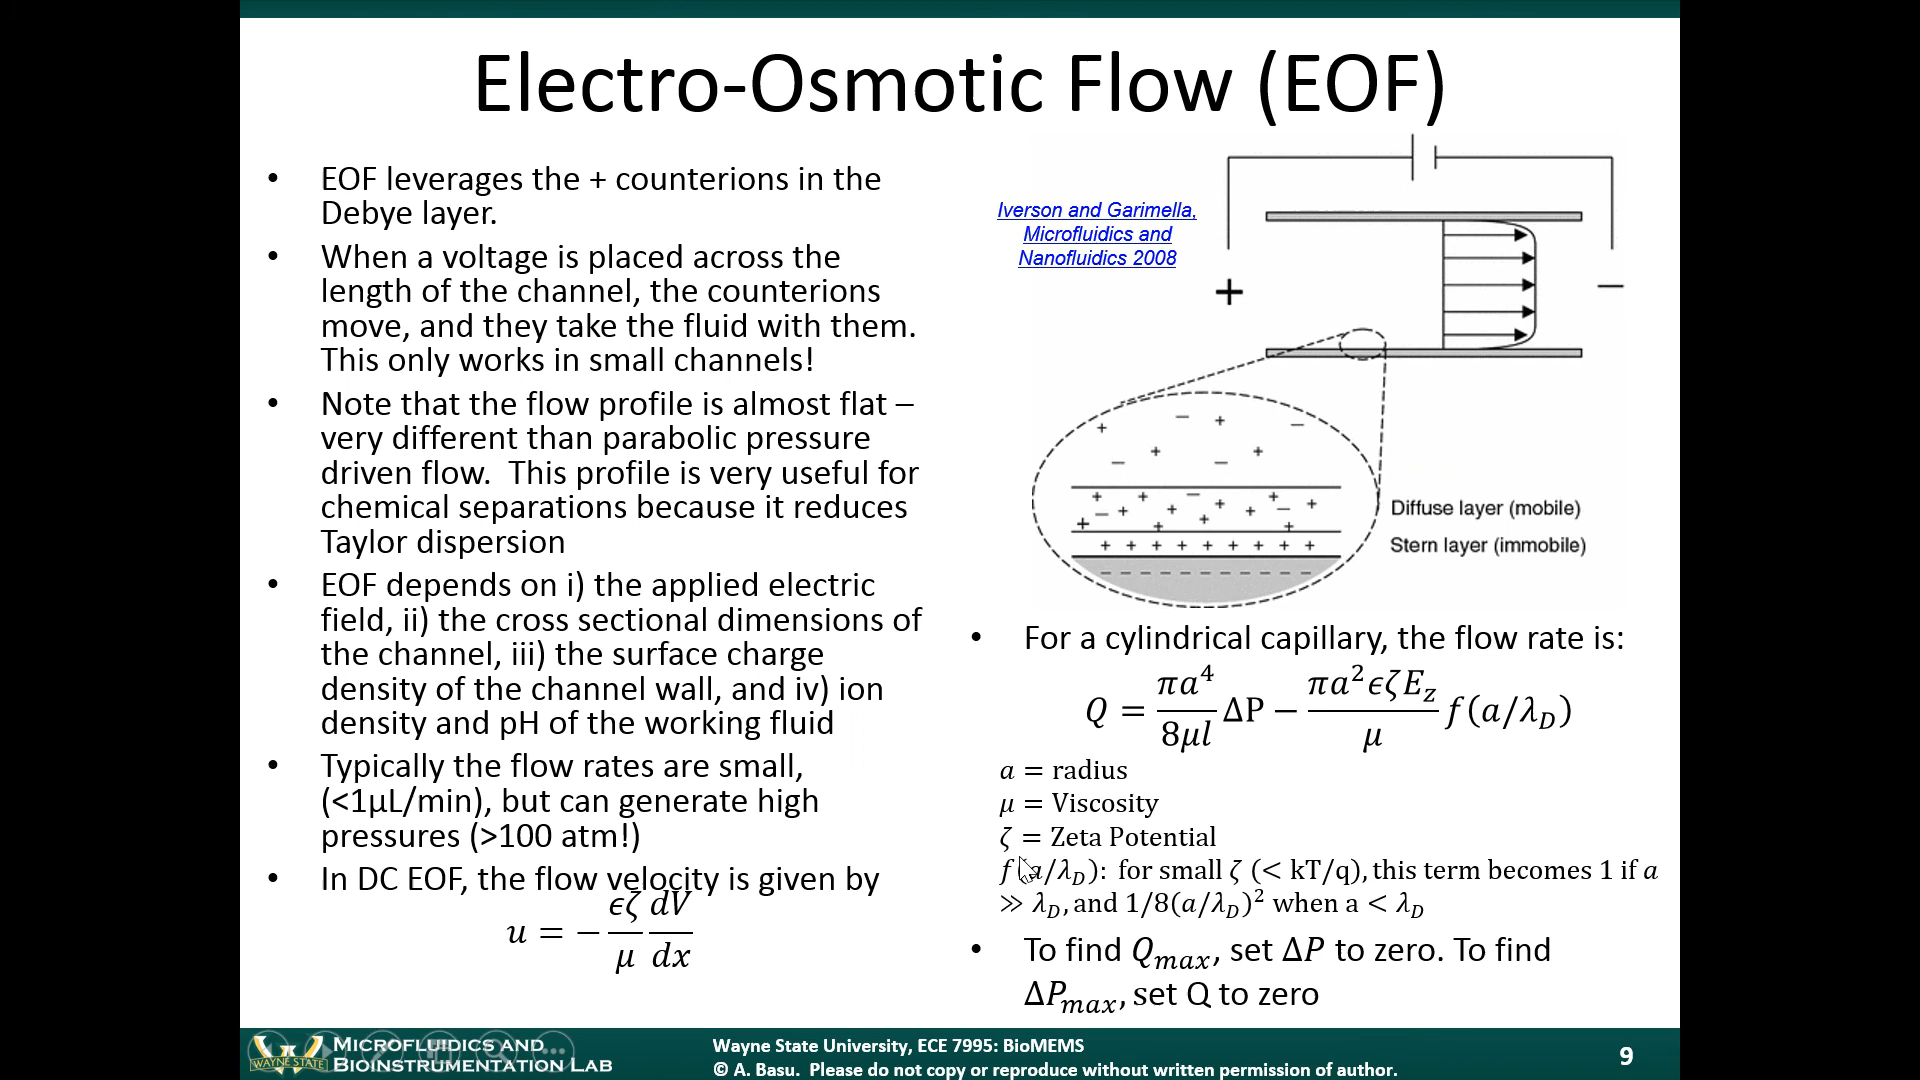 Electro-Osmotic Flow (EOF)
• EOF leverages the + counterions in the
Debye layer.
• When a voltage is placed across the
length of the channel, the counterions
move, and they take the fluid with them.
This only works in small channels!
• Note that the flow profile is almost flat –
very different than parabolic pressure
driven flow.  This profile is very useful for
chemical separations because it reduces
Taylor dispersion
• EOF depends on i) the applied electric
field, ii) the cross sectional dimensions of
the channel, iii) the surface charge
density of the channel wall, and iv) ion
density and pH of the working fluid
• Typically the flow rates are small,
(<1µL/min), but can generate high
pressures (>100 atm!)
• In DC EOF, the flow velocity is given by
u = − ϵζ/μ dV/dx
Iverson and Garimella,
Microfluidics and
Nanofluidics 2008
+ −
Diffuse layer (mobile)
Stern layer (immobile)
• For a cylindrical capillary, the flow rate is:
Q = πa⁴/8μl ΔP − πa²ϵζE_z/μ f(a/λ_D)
a = radius
μ = Viscosity
ζ = Zeta Potential
f(a/λ_D): for small ζ (< kT/q), this term becomes 1 if a
≫ λ_D, and 1/8(a/λ_D)² when a < λ_D
• To find Q_max, set ΔP to zero. To find
ΔP_max, set Q to zero
WAYNE STATE
MICROFLUIDICS AND
BIOINSTRUMENTATION LAB
Wayne State University, ECE 7995: BioMEMS
© A. Basu.  Please do not copy or reproduce without written permission of author.
9